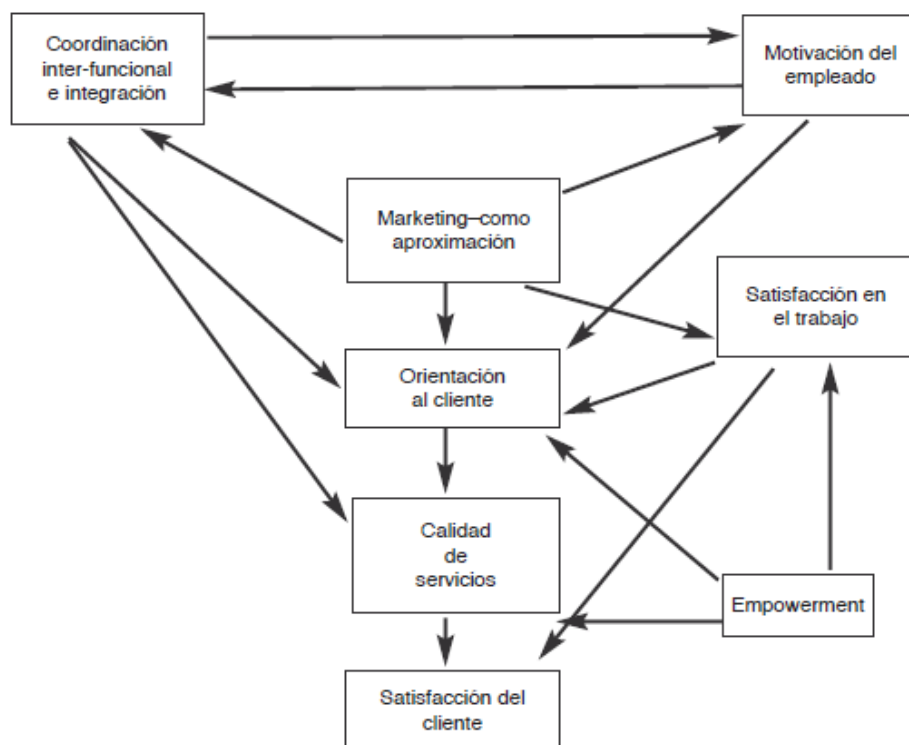 Coordinación
inter-funcional
e integración
Motivación del
empleado
Marketing–como
aproximación
Satisfacción en
el trabajo
Orientación
al cliente
Calidad
de
servicios
Empowerment
Satisfacción del
cliente